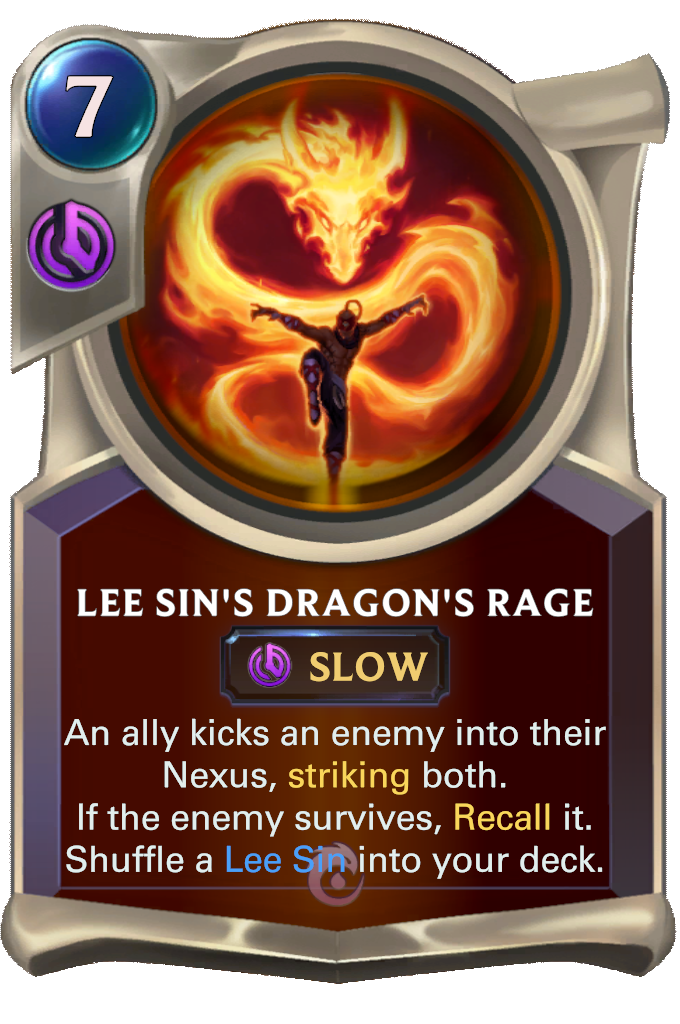 7
LEE SIN'S DRAGON'S RAGE
SLOW
An ally kicks an enemy into their
Nexus, striking both.
If the enemy survives, Recall it.
Shuffle a Lee Sin into your deck.